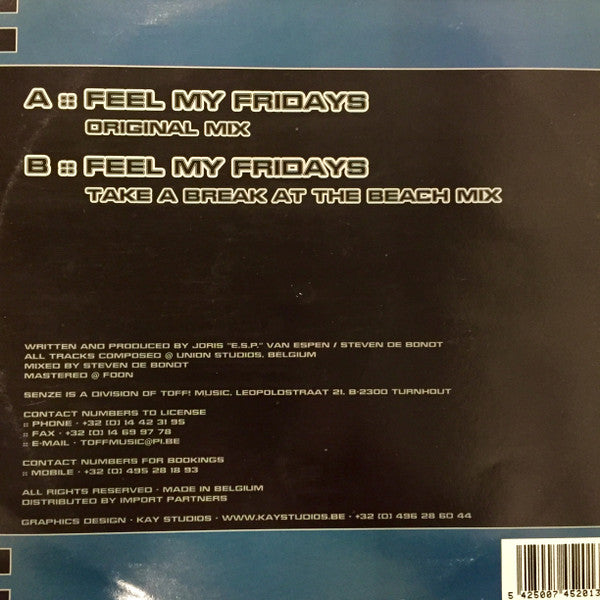 A :: FEEL MY FRIDAYS
ORIGINAL MIX
B :: FEEL MY FRIDAYS
TAKE A BREAK AT THE BEACH MIX
WRITTEN AND PRODUCED BY JORIS "E.S.P." VAN ESPEN / STEVEN DE BONDT
ALL TRACKS COMPOSED @ UNION STUDIOS, BELGIUM
MIXED BY STEVEN DE BONDT
MASTERED @ FOON
SENZE IS A DIVISION OF TOFF! MUSIC, LEOPOLDSTRAAT 21, B-2300 TURNHOUT
CONTACT NUMBERS TO LICENSE
:: PHONE · +32 (0) 14 42 31 95
:: FAX · +32 (0) 14 69 97 78
:: E-MAIL · TOFFMUSIC@PI.BE
CONTACT NUMBERS FOR BOOKINGS
:: MOBILE · +32 (0) 495 28 18 93
ALL RIGHTS RESERVED · MADE IN BELGIUM
DISTRIBUTED BY IMPORT PARTNERS
GRAPHICS DESIGN · KAY STUDIOS · WWW.KAYSTUDIOS.BE · +32 (0) 496 28 60 44
5 425007 452013